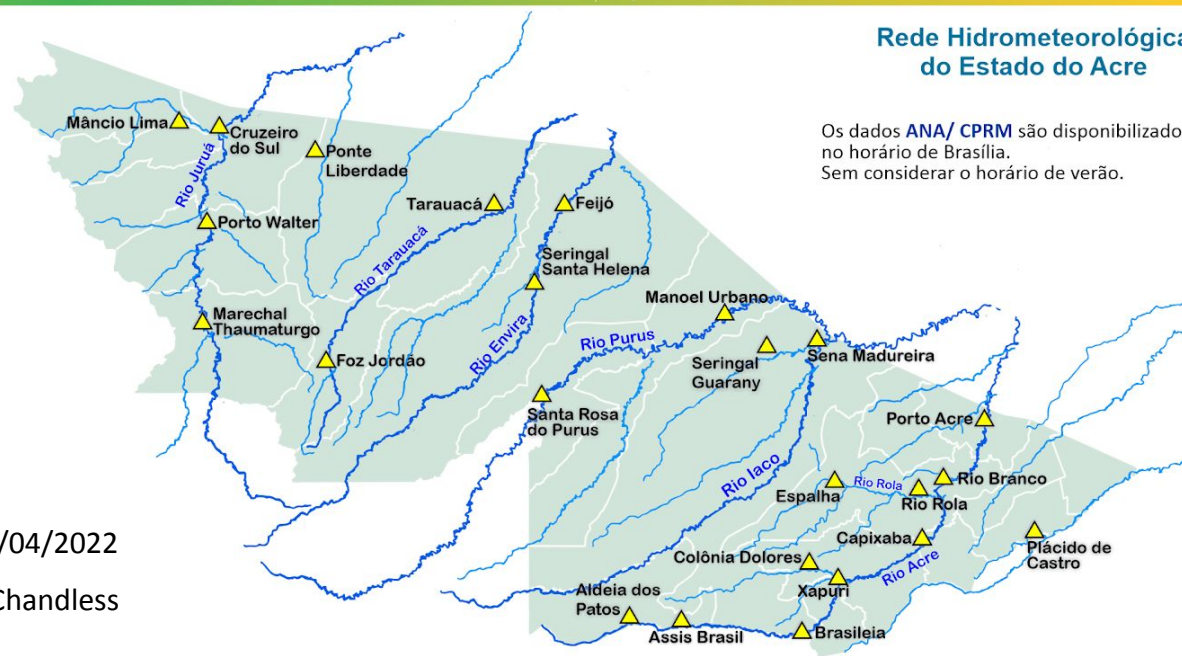 Rede Hidrometeorológica
do Estado do Acre
Os dados ANA/ CPRM são disponibilizado
no horário de Brasília.
Sem considerar o horário de verão.
Mâncio Lima
Cruzeiro
do Sul
Ponte
Liberdade
Rio Juruá
Porto Walter
Tarauacá
Feijó
Rio Tarauacá
Seringal
Santa Helena
Marechal
Thaumaturgo
Foz Jordão
Rio Envira
Manoel Urbano
Rio Purus
Seringal
Guarany
Sena Madureira
Santa Rosa
do Purus
Porto Acre
Rio Iaco
Espalha
Rio Rola
Rio Rola
Rio Branco
Capixaba
Plácido de
Castro
Colônia Dolores
Xapuri
Rio Acre
Aldeia dos
Patos
Assis Brasil
Brasileia
/04/2022
Chandless